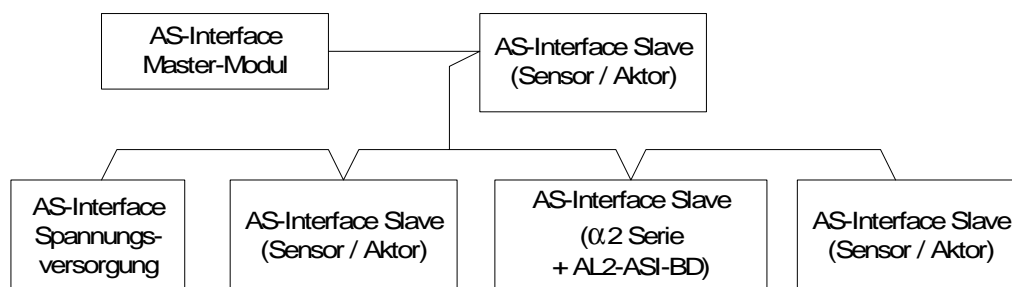 AS-Interface
Master-Modul
AS-Interface Slave
(Sensor / Aktor)
AS-Interface
Spannungs-
versorgung
AS-Interface Slave
(Sensor / Aktor)
AS-Interface Slave
(α2 Serie
+ AL2-ASI-BD)
AS-Interface Slave
(Sensor / Aktor)